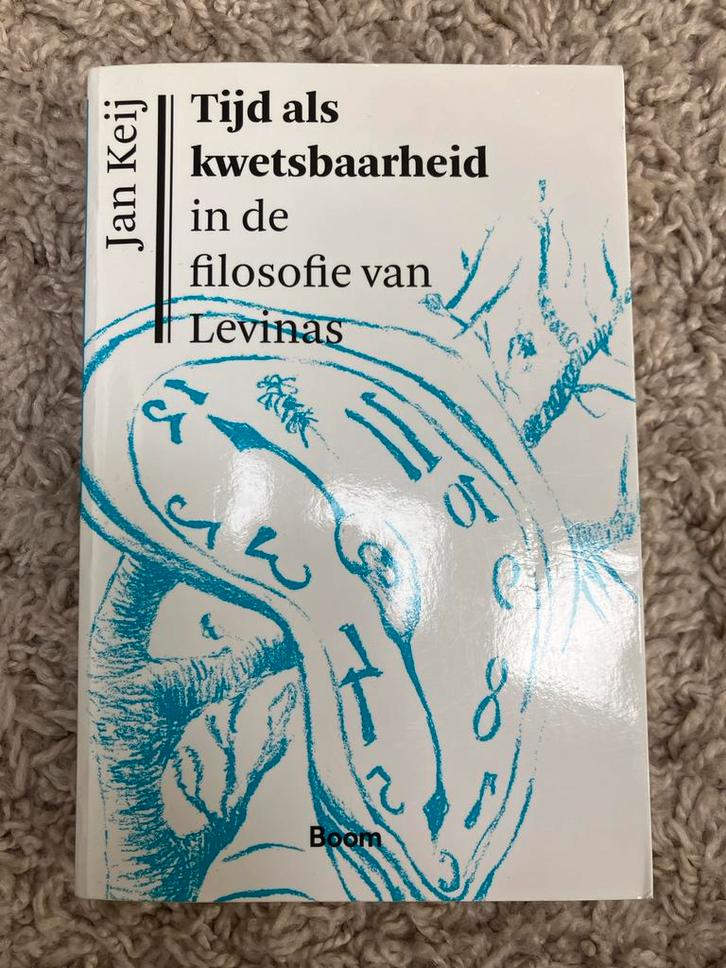 Jan Keij
Tijd als
kwetsbaarheid
in de
filosofie van
Levinas
Boom